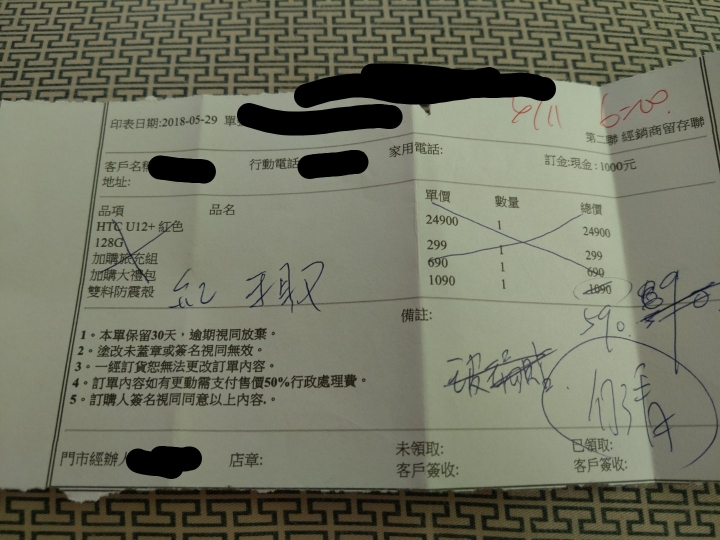 印表日期:2018-05-29 單
6/11 6:00
第二聯 經銷商留存聯
客戶名稱 行動電話 家用電話: 訂金:現金:1000元
地址:
品項 品名 單價 數量 總價
HTC U12+ 紅色 24900 1 24900
128G
加購旅充組 299 1 299
加購大禮包 690 1 690
雙料防震殼 1090 1 1090
紅 590
備註:
1。本單保留30天,逾期視同放棄。
2。塗改未蓋章或簽名視同無效。
3。一經訂貨恕無法更改訂單內容。
4。訂單內容如有更動需支付售價50%行政處理費。
5。訂購人簽名視同同意以上內容.。
門市經辦人 店章: 未領取: 已領取:
客戶簽收: 客戶簽收: